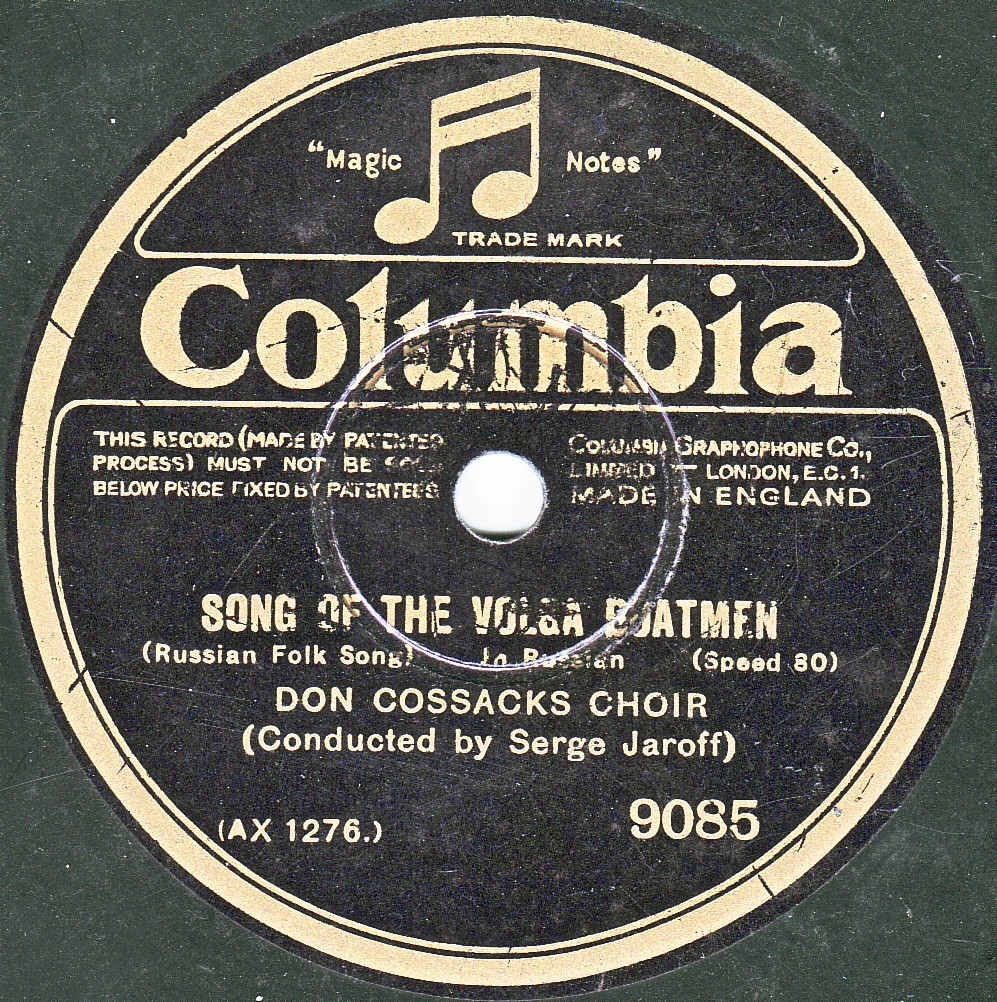 "Magic Notes"
TRADE MARK
Columbia
THIS RECORD (MADE BY PATENTED
PROCESS) MUST NOT BE SOLD
BELOW PRICE FIXED BY PATENTEES
COLUMBIA GRAPHOPHONE CO.,
LIMITED — LONDON, E.C.1.
MADE IN ENGLAND
SONG OF THE VOLGA BOATMEN
(Russian Folk Song) In Russian (Speed 80)
DON COSSACKS CHOIR
(Conducted by Serge Jaroff)
(AX 1276.) 9085